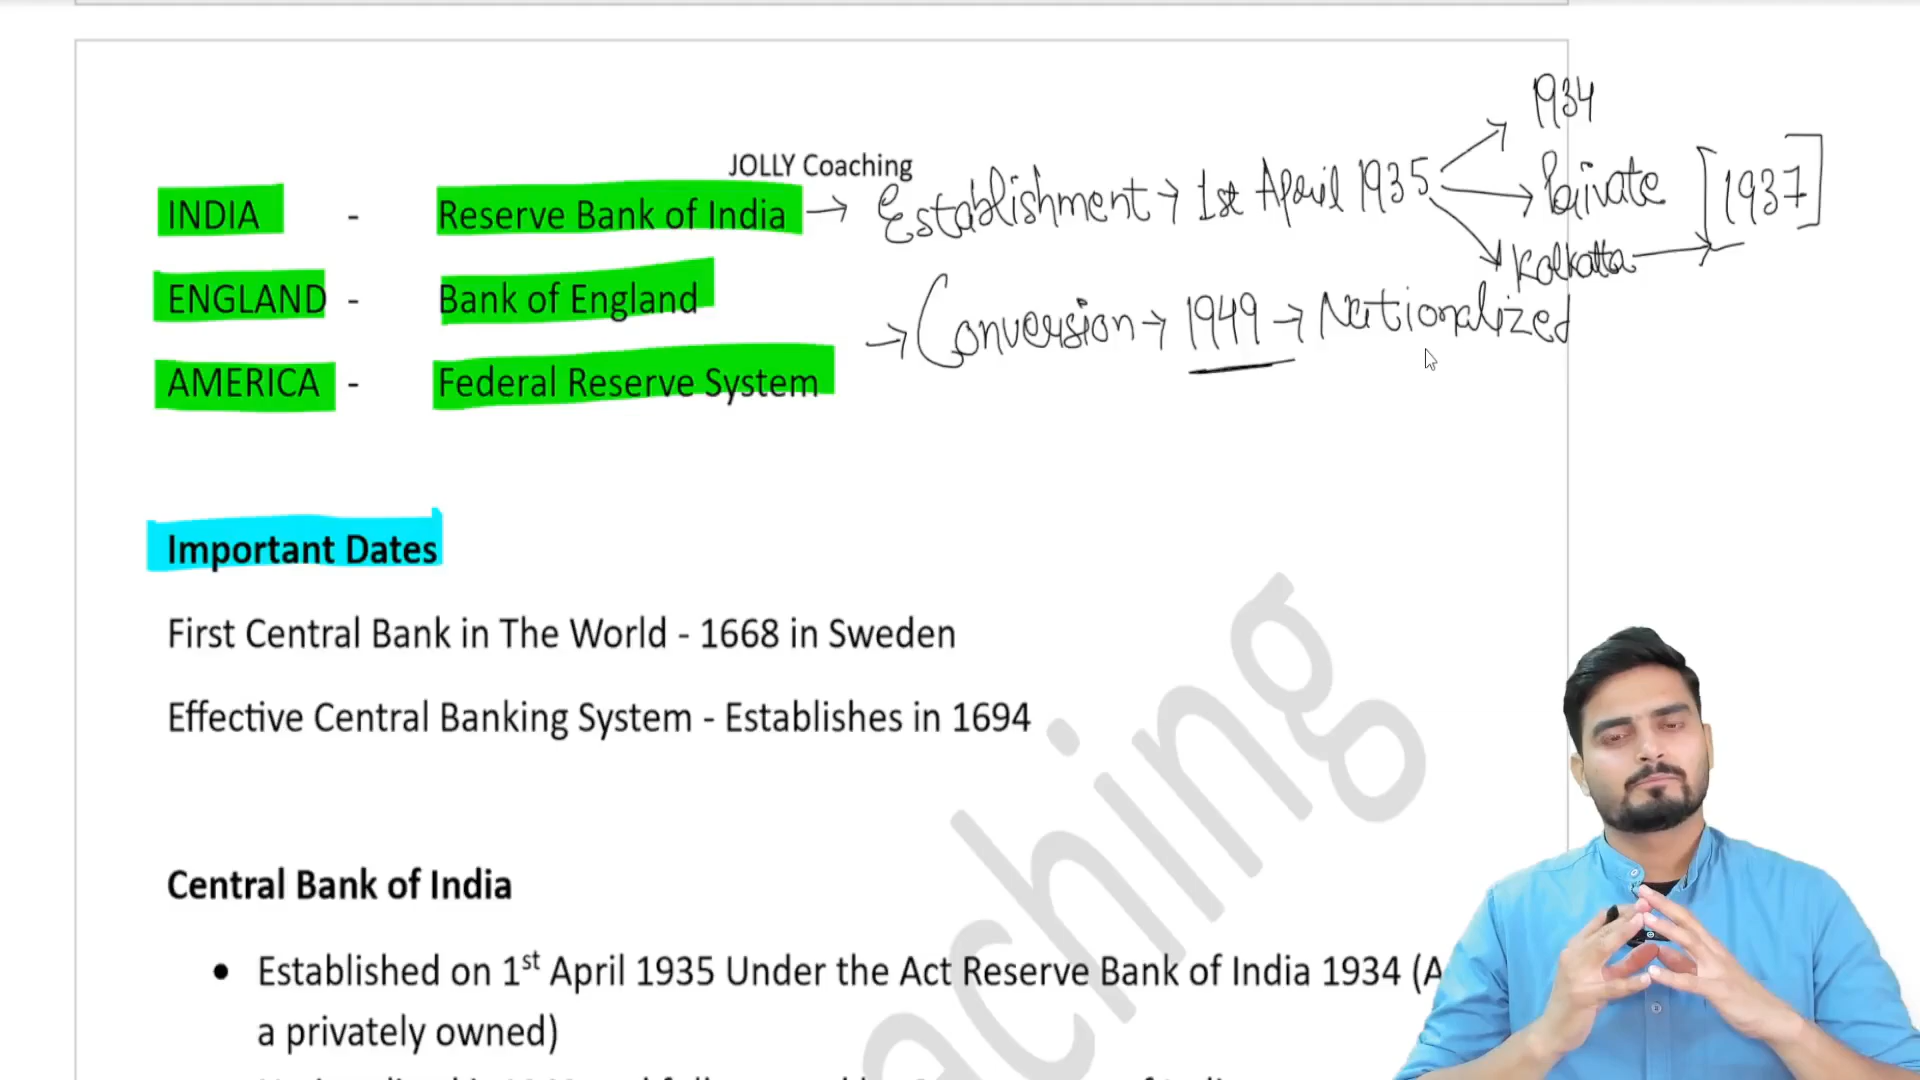 1934
JOLLY Coaching
INDIA - Reserve Bank of India → Establishment → 1st April 1935 → Private [1937]
Kolkatta
ENGLAND - Bank of England
→ Conversion → 1949 → Nationalized
AMERICA - Federal Reserve System
Important Dates
First Central Bank in The World - 1668 in Sweden
Effective Central Banking System - Establishes in 1694
Central Bank of India
• Established on 1st April 1935 Under the Act Reserve Bank of India 1934 (A
a privately owned)
aching